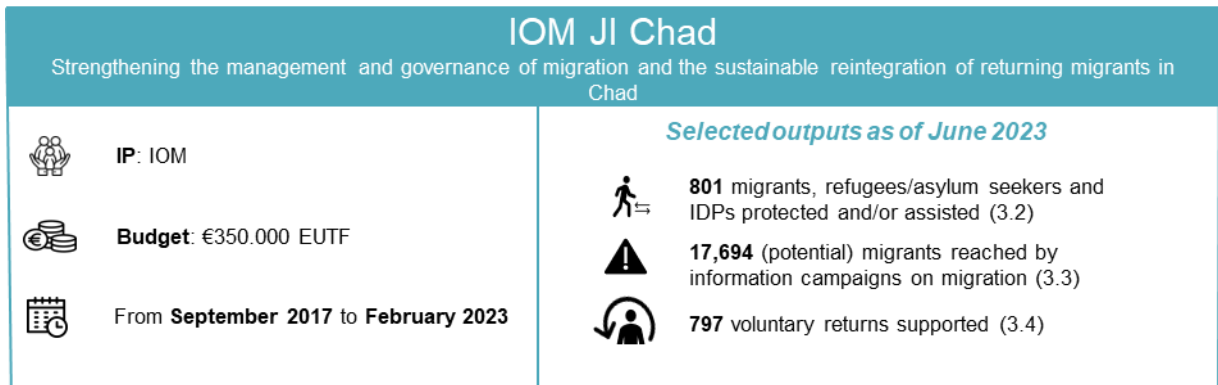 IOM JI Chad
Strengthening the management and governance of migration and the sustainable reintegration of returning migrants in
Chad
IP: IOM
Budget: €350.000 EUTF
From September 2017 to February 2023
Selected outputs as of June 2023
801 migrants, refugees/asylum seekers and
IDPs protected and/or assisted (3.2)
17,694 (potential) migrants reached by
information campaigns on migration (3.3)
797 voluntary returns supported (3.4)